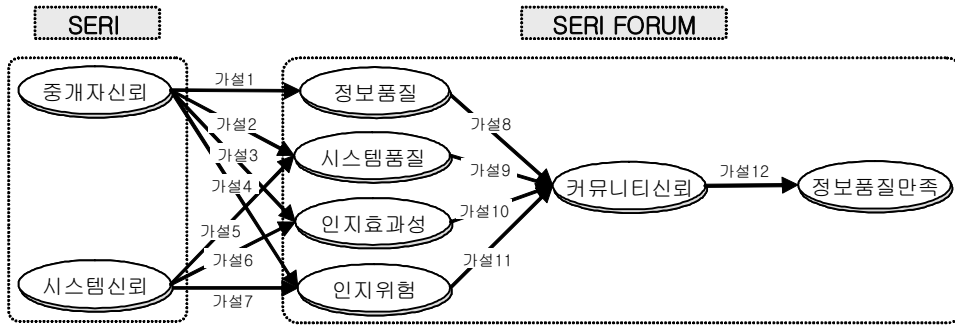 SERI
SERI FORUM
중개자신뢰
가설1
정보품질
가설2
가설8
가설3
시스템품질
가설9
가설4
커뮤니티신뢰
가설12
정보품질만족
가설5
인지효과성
가설10
가설6
가설11
시스템신뢰
가설7
인지위험